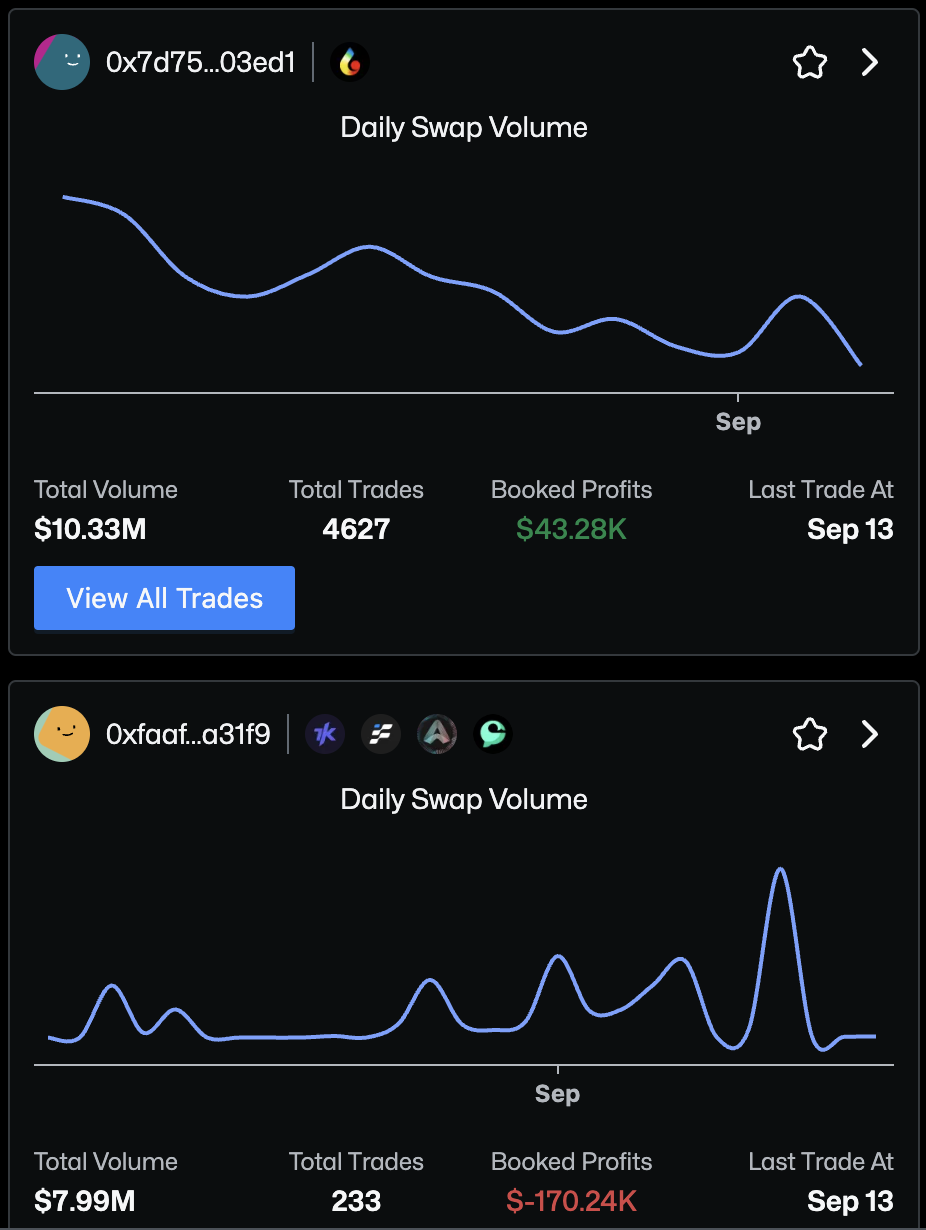 0x7d75...03ed1
Daily Swap Volume
Sep
Total Volume Total Trades Booked Profits Last Trade At
$10.33M 4627 $43.28K Sep 13
View All Trades
0xfaaf...a31f9
Daily Swap Volume
Sep
Total Volume Total Trades Booked Profits Last Trade At
$7.99M 233 $-170.24K Sep 13